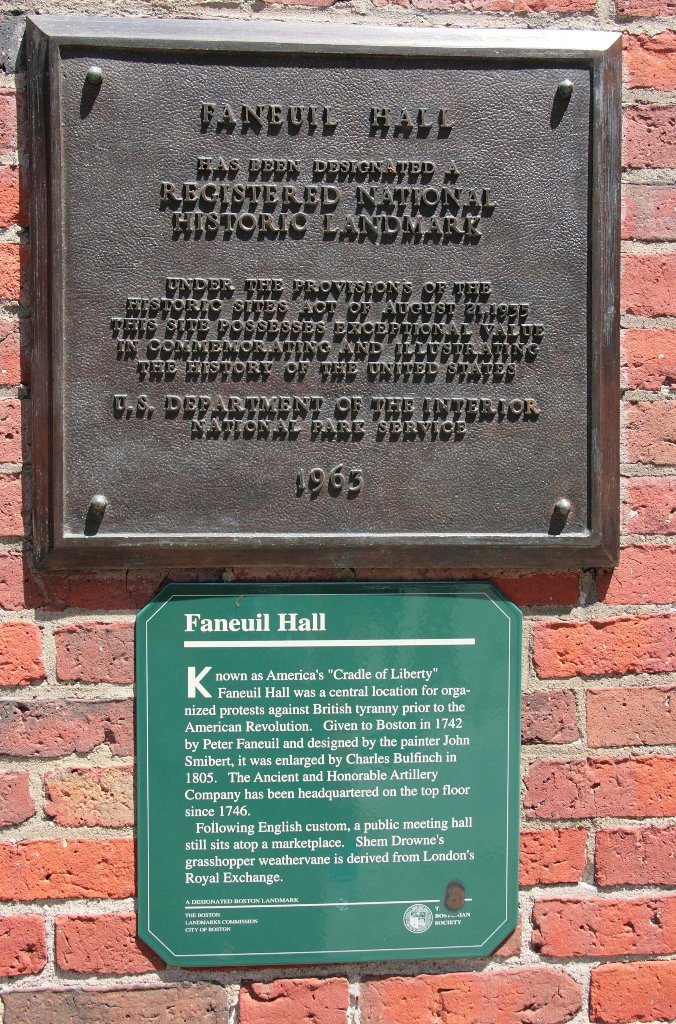 FANEUIL HALL
HAS BEEN DESIGNATED A
REGISTERED NATIONAL
HISTORIC LANDMARK
UNDER THE PROVISIONS OF THE
HISTORIC SITES ACT OF AUGUST 21, 1935
THIS SITE POSSESSES EXCEPTIONAL VALUE
IN COMMEMORATING AND ILLUSTRATING
THE HISTORY OF THE UNITED STATES
U.S. DEPARTMENT OF THE INTERIOR
NATIONAL PARK SERVICE
1963
Faneuil Hall
Known as America's "Cradle of Liberty"
Faneuil Hall was a central location for orga-
nized protests against British tyranny prior to the
American Revolution. Given to Boston in 1742
by Peter Faneuil and designed by the painter John
Smibert, it was enlarged by Charles Bulfinch in
1805. The Ancient and Honorable Artillery
Company has been headquartered on the top floor
since 1746.
Following English custom, a public meeting hall
still sits atop a marketplace. Shem Drowne's
grasshopper weathervane is derived from London's
Royal Exchange.
A DESIGNATED BOSTON LANDMARK
THE BOSTON
LANDMARKS COMMISSION
CITY OF BOSTON
SOCIETY